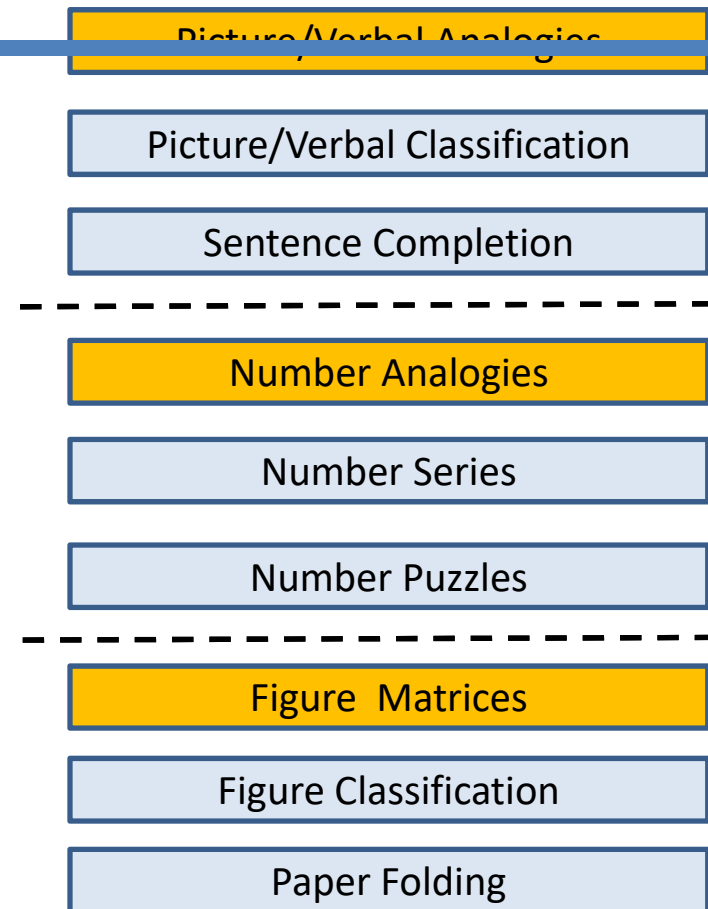 Picture/Verbal Analogies
Picture/Verbal Classification
Sentence Completion
Number Analogies
Number Series
Number Puzzles
Figure Matrices
Figure Classification
Paper Folding